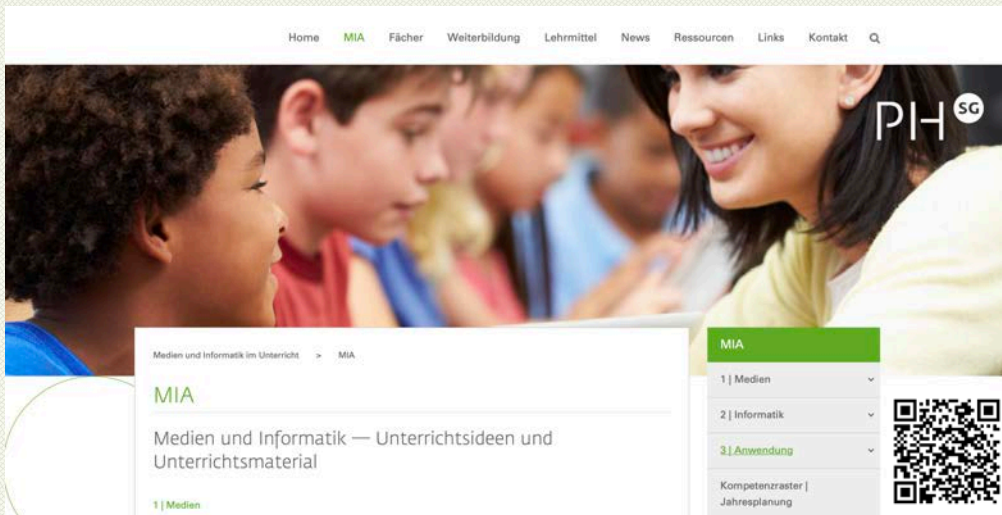 Home MIA Fächer Weiterbildung Lehrmittel News Ressourcen Links Kontakt
PH SG
Medien und Informatik im Unterricht > MIA
MIA
Medien und Informatik — Unterrichtsideen und
Unterrichtsmaterial
1 | Medien
MIA
1 | Medien
2 | Informatik
3 | Anwendung
Kompetenzraster |
Jahresplanung